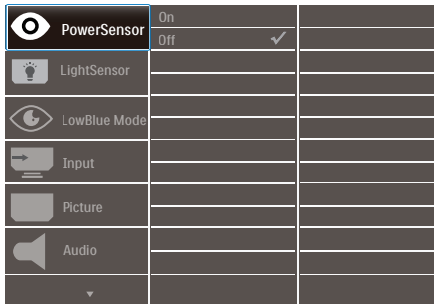 PowerSensor
On
Off
LightSensor
LowBlue Mode
Input
Picture
Audio